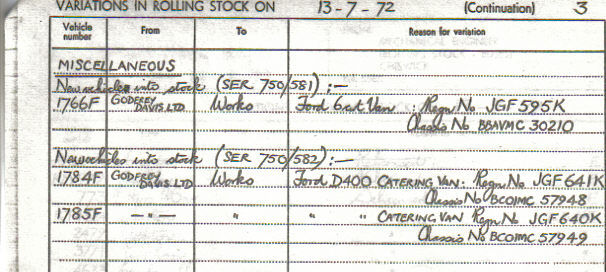 VARIATIONS IN ROLLING STOCK ON 13-7-72 (Continuation) 3
Vehicle number From To Reason for variation
MISCELLANEOUS
New vehicles into stock (SER 750/581) :—
1766F GODFREY DAVIS LTD Works Ford 6cwt Van : Regn No JGF 595K
Chassis No BBAVMC 30210
New vehicles into stock (SER 750/582) :—
1784F GODFREY DAVIS LTD Works Ford D400 CATERING VAN : Regn No JGF 641K
Chassis No BCOIMC 57948
1785F — " — " " " CATERING VAN Regn No JGF 640K
Chassis No BCOIMC 57949